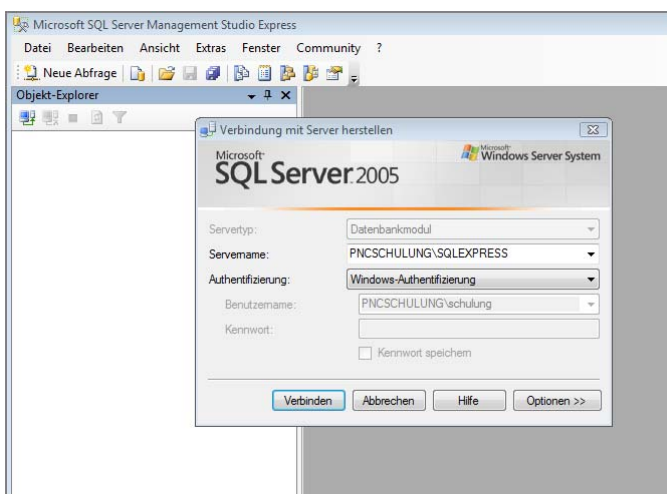 Microsoft SQL Server Management Studio Express
Datei Bearbeiten Ansicht Extras Fenster Community ?
Neue Abfrage
Objekt-Explorer
Verbindung mit Server herstellen
Microsoft
SQL Server 2005
Microsoft
Windows Server System
Servertyp: Datenbankmodul
Servername: PNCSCHULUNG\SQLEXPRESS
Authentifizierung: Windows-Authentifizierung
Benutzername: PNCSCHULUNG\schulung
Kennwort:
Kennwort speichern
Verbinden Abbrechen Hilfe Optionen >>